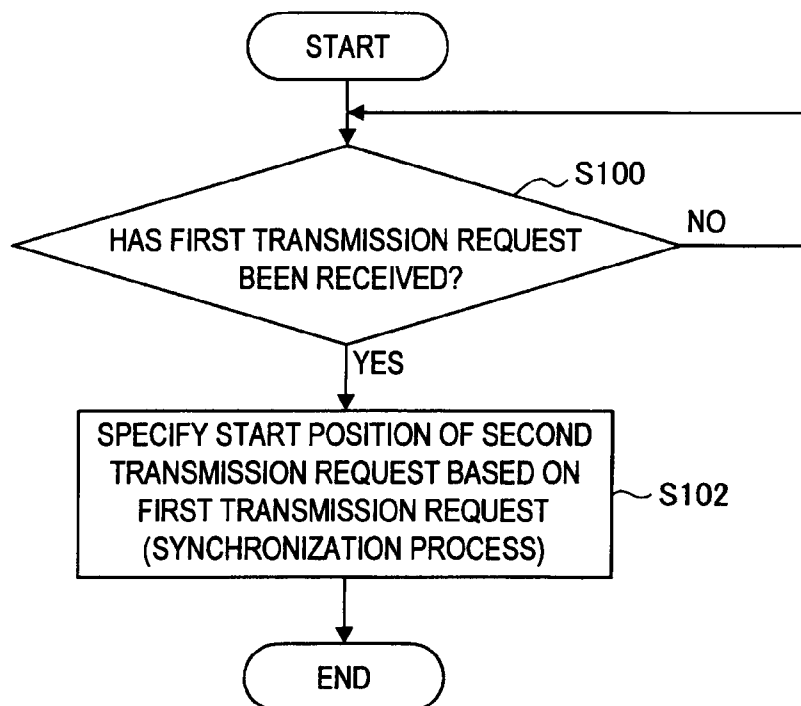 START
S100
HAS FIRST TRANSMISSION REQUEST
BEEN RECEIVED?
NO
YES
SPECIFY START POSITION OF SECOND
TRANSMISSION REQUEST BASED ON
FIRST TRANSMISSION REQUEST
(SYNCHRONIZATION PROCESS)
S102
END